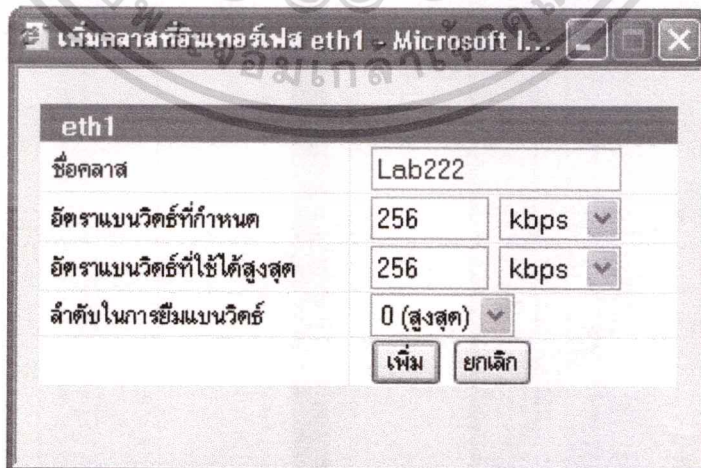 เพิ่มคลาสที่อินเทอร์เฟส eth1 - Microsoft I...
eth1
ชื่อคลาส Lab222
อัตราแบนวิดธ์ที่กำหนด 256 kbps
อัตราแบนวิดธ์ที่ใช้ได้สูงสุด 256 kbps
ลำดับในการยืมแบนวิดธ์ 0 (สูงสุด)
เพิ่ม ยกเลิก